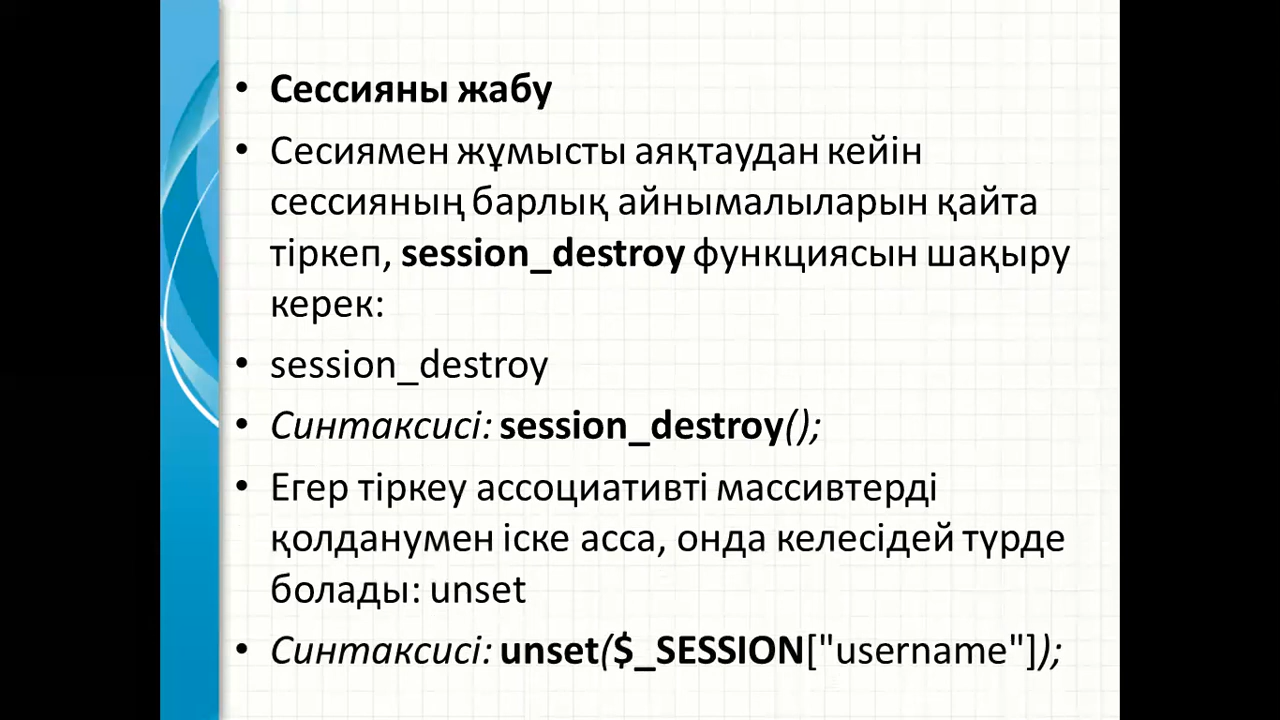 • Сессияны жабу
• Сесиямен жұмысты аяқтаудан кейін
сессияның барлық айнымалыларын қайта
тіркеп, session_destroy функциясын шақыру
керек:
• session_destroy
• Синтаксисі: session_destroy();
• Егер тіркеу ассоциативті массивтерді
қолданумен іске асса, онда келесідей түрде
болады: unset
• Синтаксисі: unset($_SESSION["username"]);